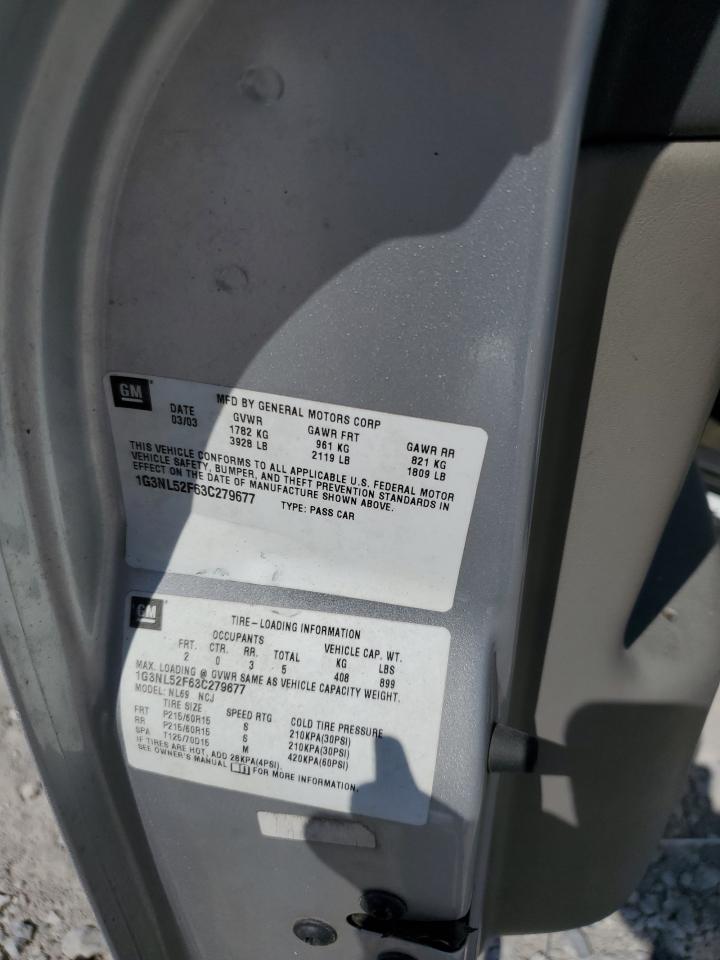 GM
MFD BY GENERAL MOTORS CORP
DATE GVWR GAWR FRT GAWR RR
03/03 1782 KG 961 KG 821 KG
3928 LB 2119 LB 1809 LB
THIS VEHICLE CONFORMS TO ALL APPLICABLE U.S. FEDERAL MOTOR
VEHICLE SAFETY, BUMPER, AND THEFT PREVENTION STANDARDS IN
EFFECT ON THE DATE OF MANUFACTURE SHOWN ABOVE.
1G3NL52F63C279677 TYPE: PASS CAR
GM
TIRE-LOADING INFORMATION
OCCUPANTS VEHICLE CAP. WT.
FRT. CTR. RR. TOTAL KG LBS
2 0 3 5 408 899
MAX. LOADING @ GVWR SAME AS VEHICLE CAPACITY WEIGHT.
1G3NL52F63C279677
MODEL: NL69 NCJ
TIRE SIZE SPEED RTG COLD TIRE PRESSURE
FRT P215/60R15 S 210KPA(30PSI)
RR P215/60R15 S 210KPA(30PSI)
SPA T125/70D15 M 420KPA(60PSI)
IF TIRES ARE HOT, ADD 28KPA(4PSI).
SEE OWNER'S MANUAL FOR MORE INFORMATION.